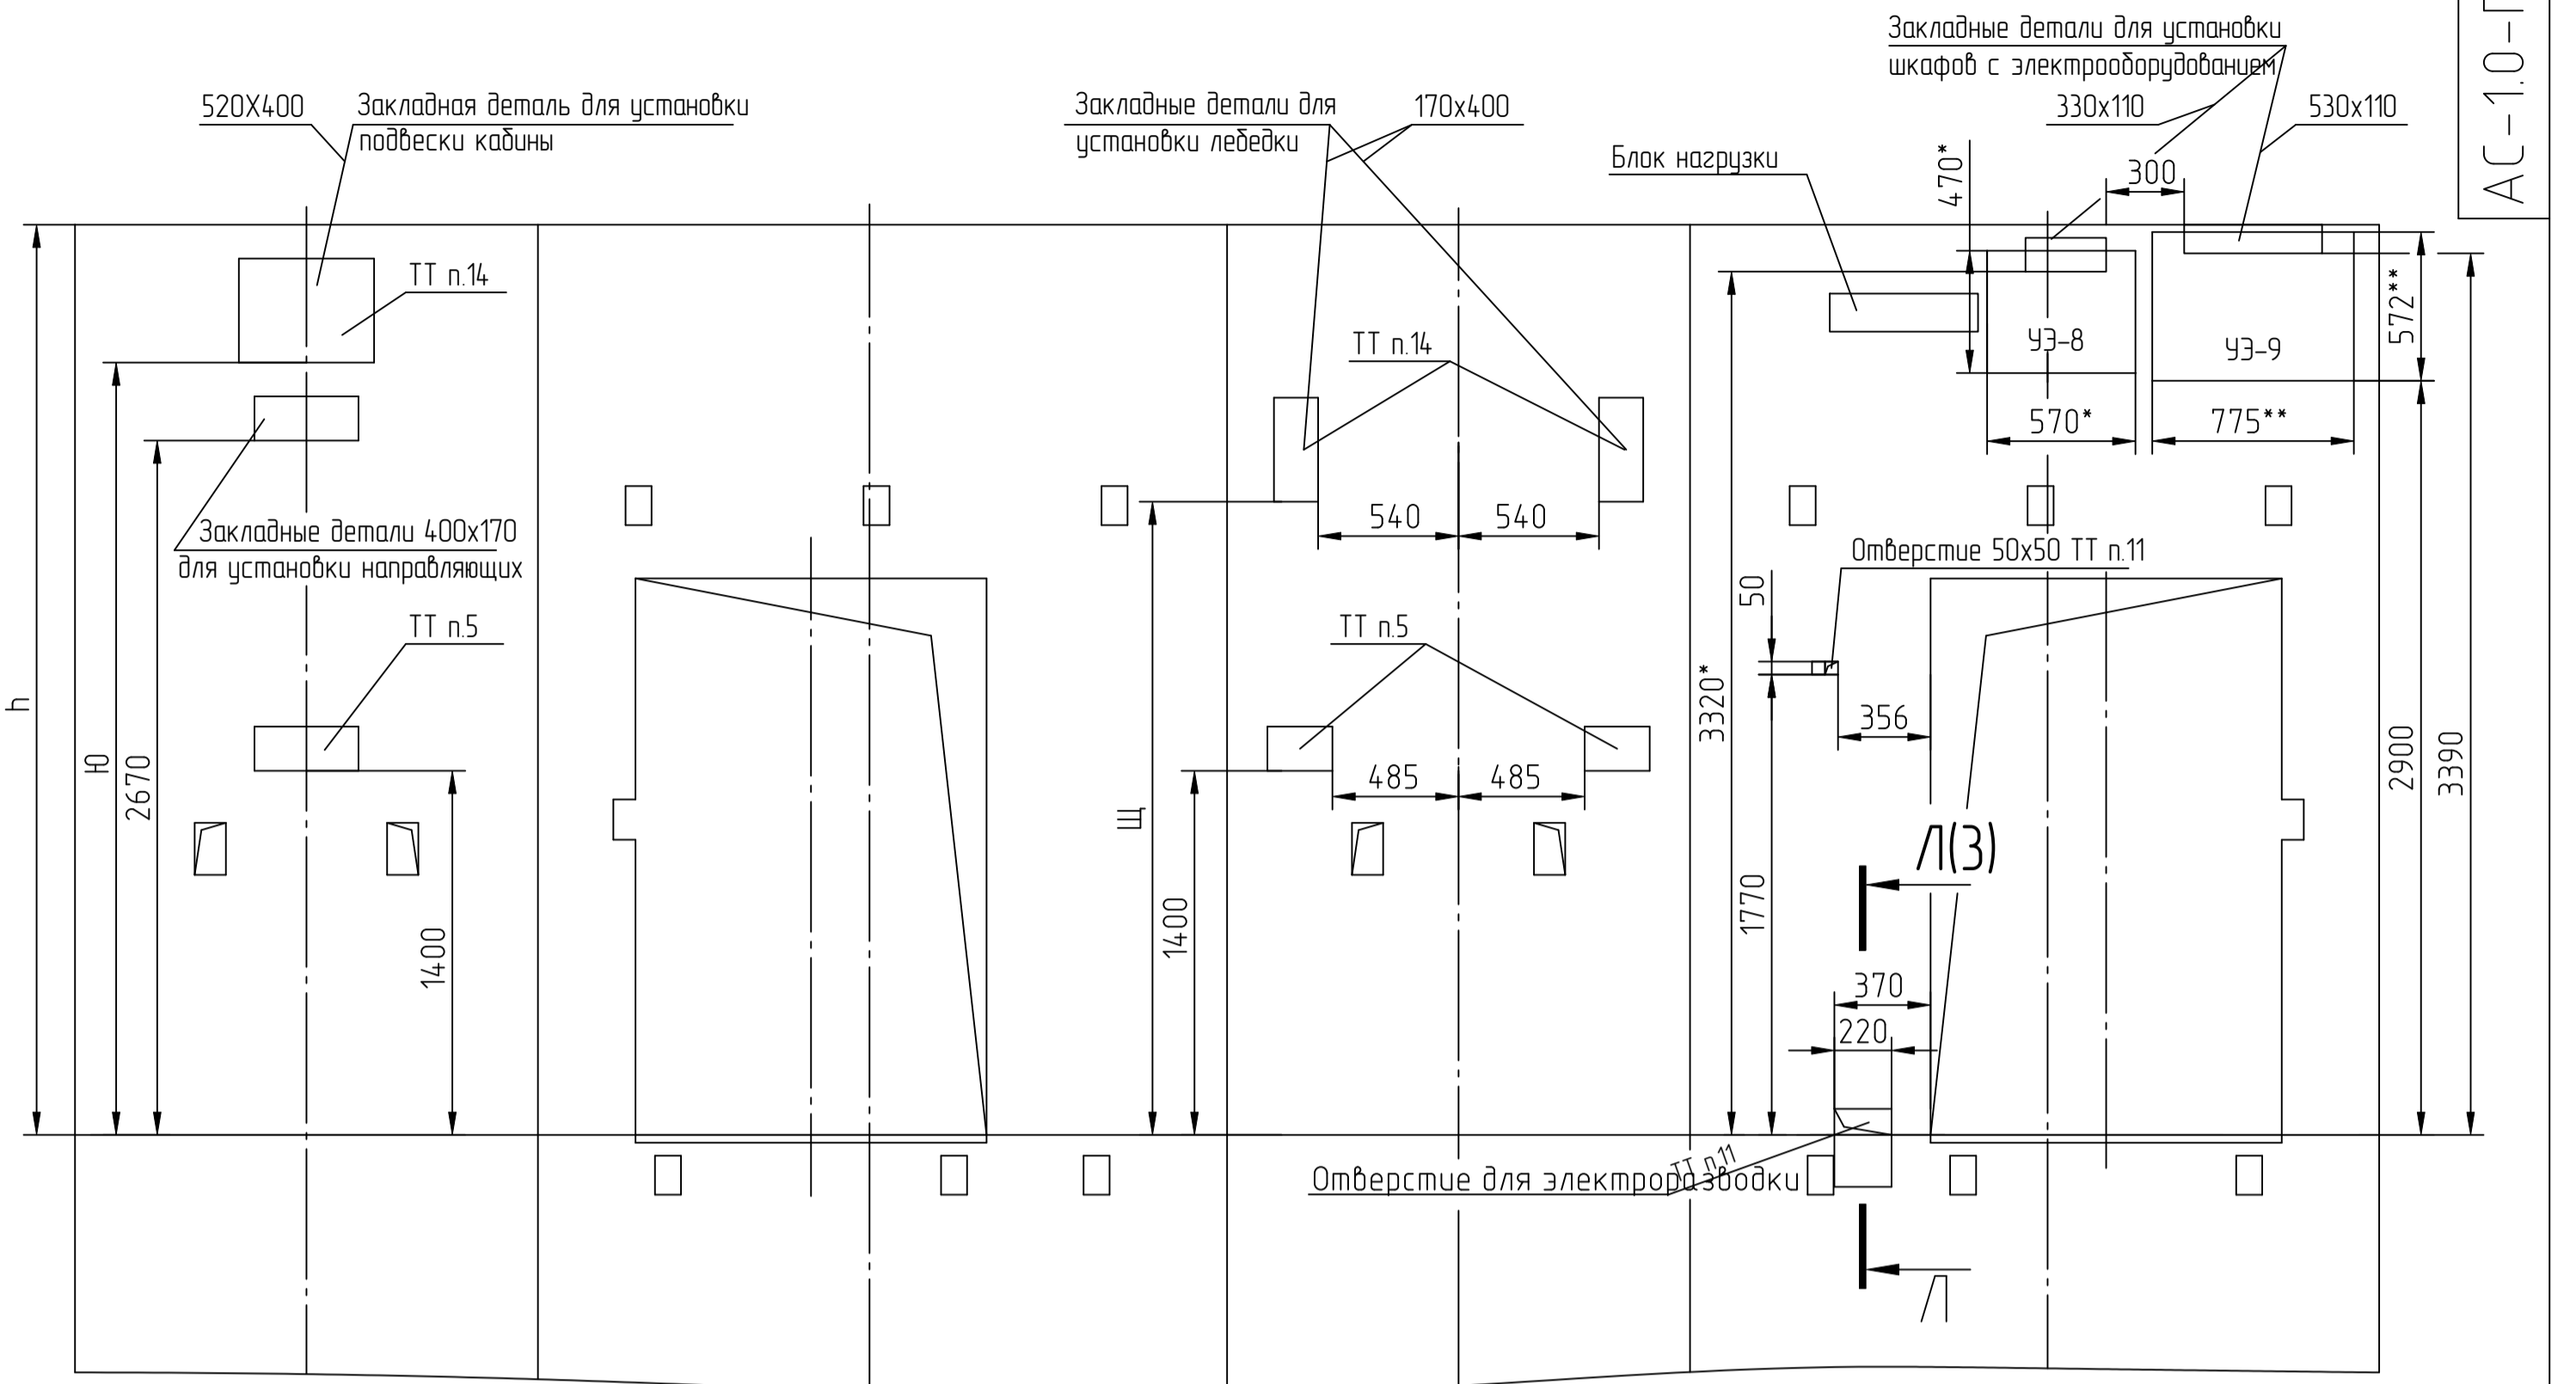 АС-1.0-
Закладные детали для установки
шкафов с электрооборудованием
520X400
Закладная деталь для установки
подвески кабины
Закладные детали для
установки лебедки
170х400
330х110
530х110
Блок нагрузки
470*
300
ТТ п.14
ТТ п.14
УЭ-8
УЭ-9
572**
570*
775**
Закладные детали 400х170
для установки направляющих
540
540
Отверстие 50х50 ТТ п.11
50
ТТ п.5
ТТ п.5
h
Ю
2670
1400
Щ
1400
485
485
3320*
356
1770
Л(3)
2900
3390
370
220
ТТ п.11
Отверстие для электроразводки
Л